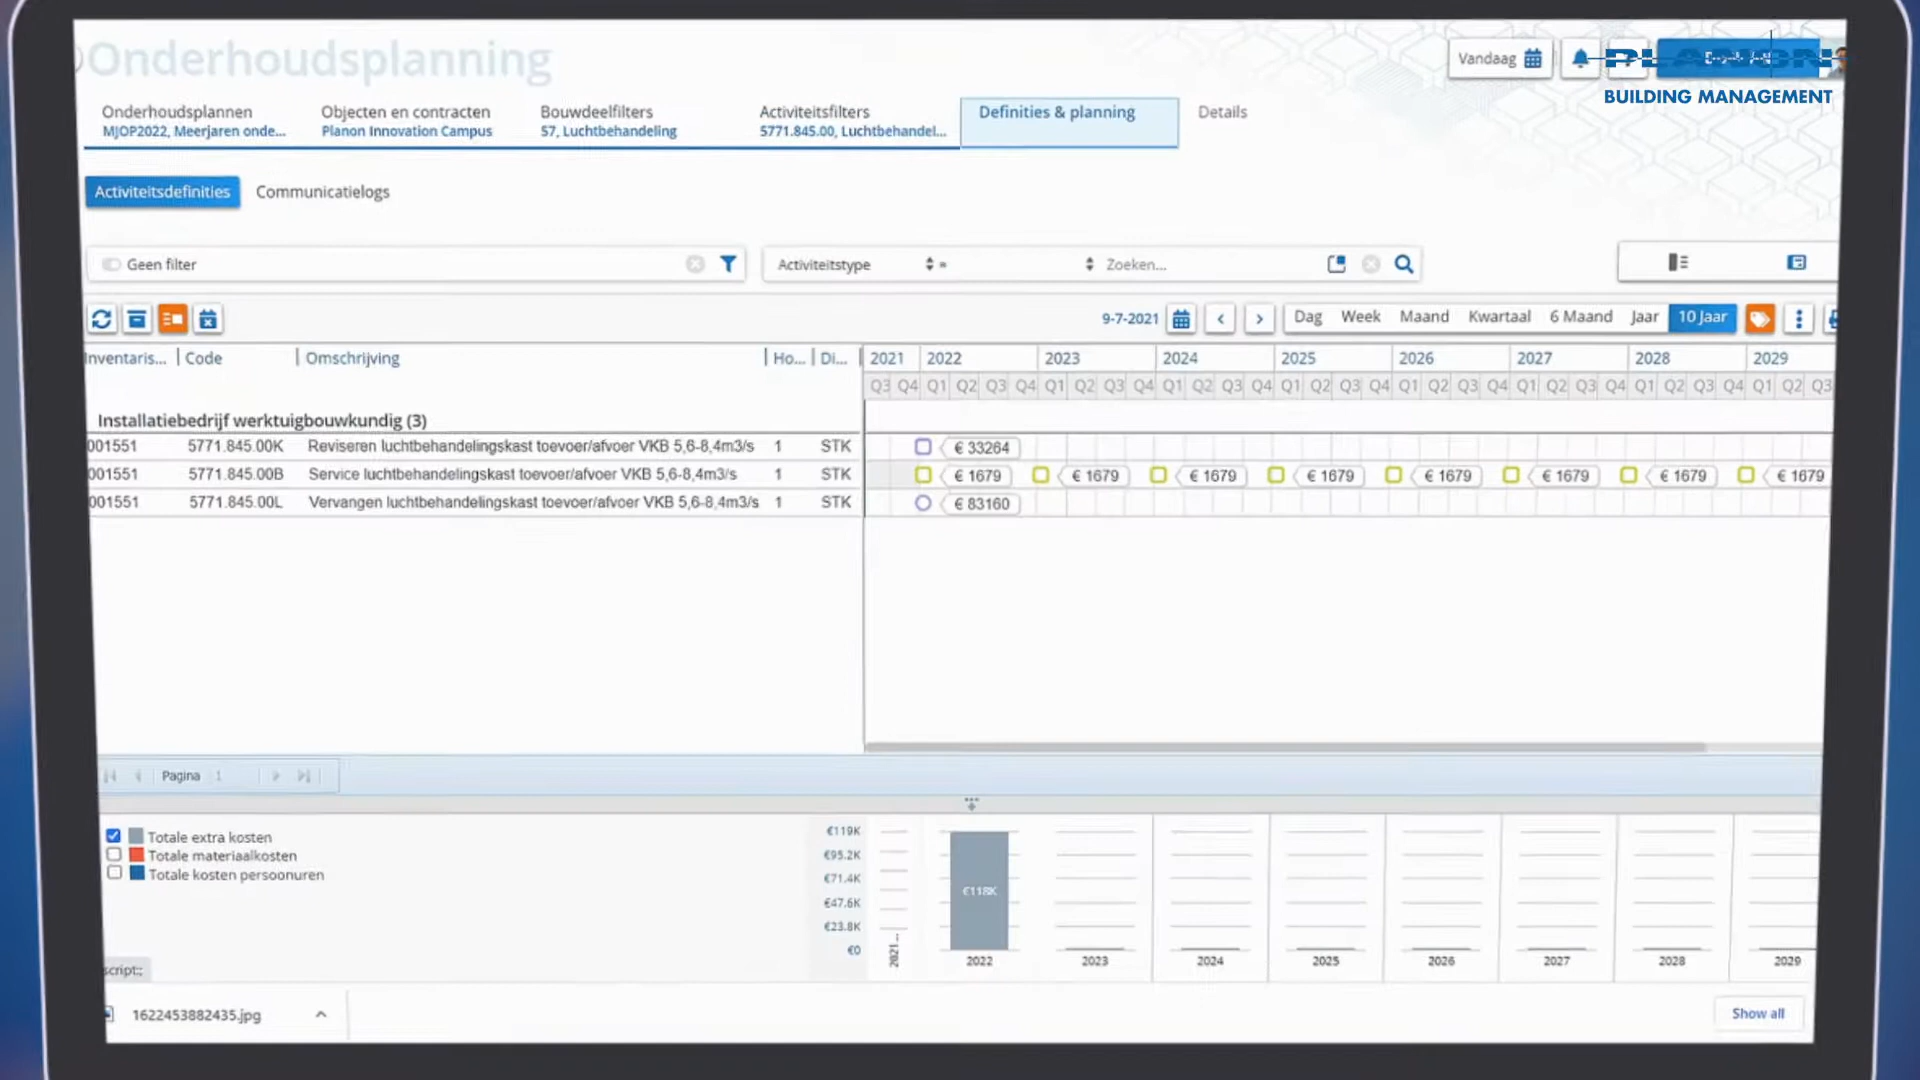 Onderhoudsplanning
Vandaag
PLANON
BUILDING MANAGEMENT
Onderhoudsplannen
MJOP2022, Meerjaren onde...
Objecten en contracten
Planon Innovation Campus
Bouwdeelfilters
57, Luchtbehandeling
Activiteitsfilters
5771.845.00, Luchtbehandel...
Definities & planning
Details
Activiteitsdefinities
Communicatielogs
Geen filter
Activiteitstype
=
Zoeken...
9-7-2021
Dag
Week
Maand
Kwartaal
6 Maand
Jaar
10 Jaar
Inventaris... Code Omschrijving Ho... Di... 2021 2022 2023 2024 2025 2026 2027 2028 2029
Q3 Q4 Q1 Q2 Q3 Q4 Q1 Q2 Q3 Q4 Q1 Q2 Q3 Q4 Q1 Q2 Q3 Q4 Q1 Q2 Q3 Q4 Q1 Q2 Q3 Q4 Q1 Q2 Q3 Q4 Q1 Q2 Q3
Installatiebedrijf werktuigbouwkundig (3)
001551 5771.845.00K Reviseren luchtbehandelingskast toevoer/afvoer VKB 5,6-8,4m3/s 1 STK € 33264
001551 5771.845.00B Service luchtbehandelingskast toevoer/afvoer VKB 5,6-8,4m3/s 1 STK € 1679 € 1679 € 1679 € 1679 € 1679 € 1679 € 1679 € 1679
001551 5771.845.00L Vervangen luchtbehandelingskast toevoer/afvoer VKB 5,6-8,4m3/s 1 STK € 83160
Pagina 1
Totale extra kosten
Totale materiaalkosten
Totale kosten persoonuren
€119K
€95.2K
€71.4K
€47.6K
€23.8K
€0
€118K
2021...
2022
2023
2024
2025
2026
2027
2028
2029
script:;
1622453882435.jpg
Show all